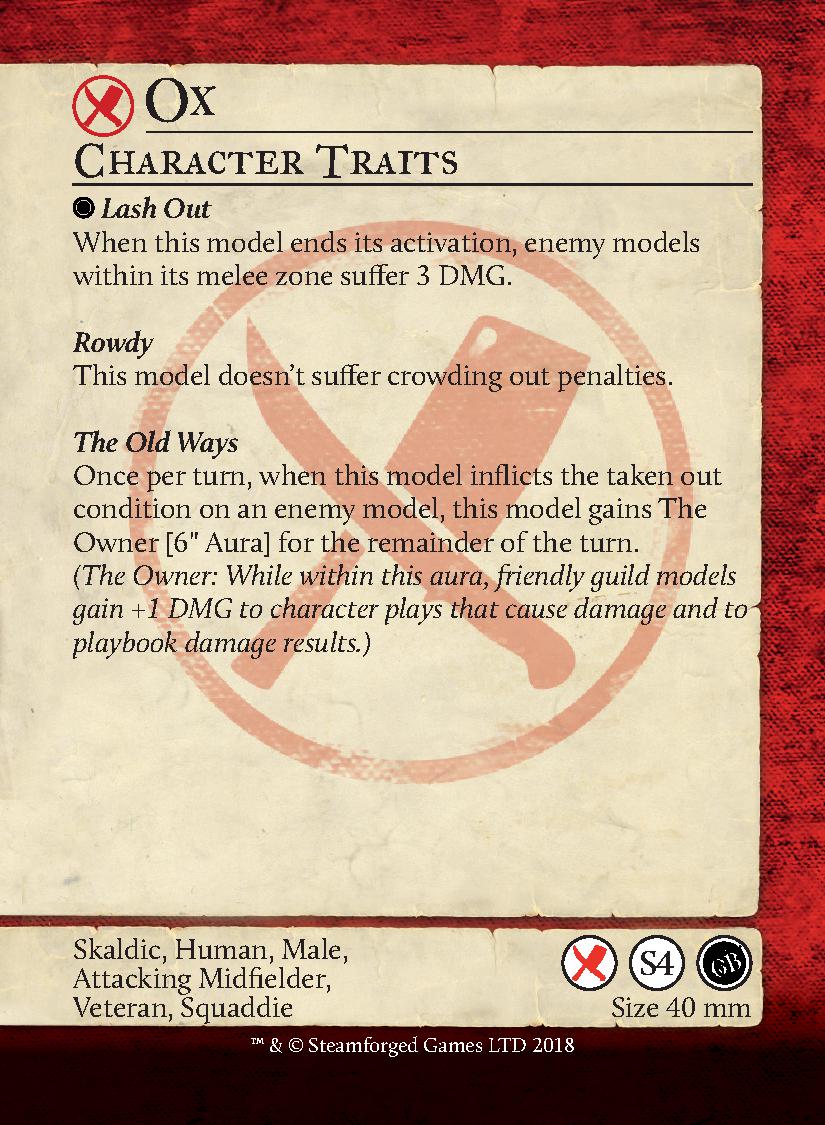 Ox
Character Traits
Lash Out
When this model ends its activation, enemy models
within its melee zone suffer 3 DMG.
Rowdy
This model doesn't suffer crowding out penalties.
The Old Ways
Once per turn, when this model inflicts the taken out
condition on an enemy model, this model gains The
Owner [6" Aura] for the remainder of the turn.
(The Owner: While within this aura, friendly guild models
gain +1 DMG to character plays that cause damage and to
playbook damage results.)
Skaldic, Human, Male,
Attacking Midfielder,
Veteran, Squaddie
S4
GB
Size 40 mm
™ & © Steamforged Games LTD 2018